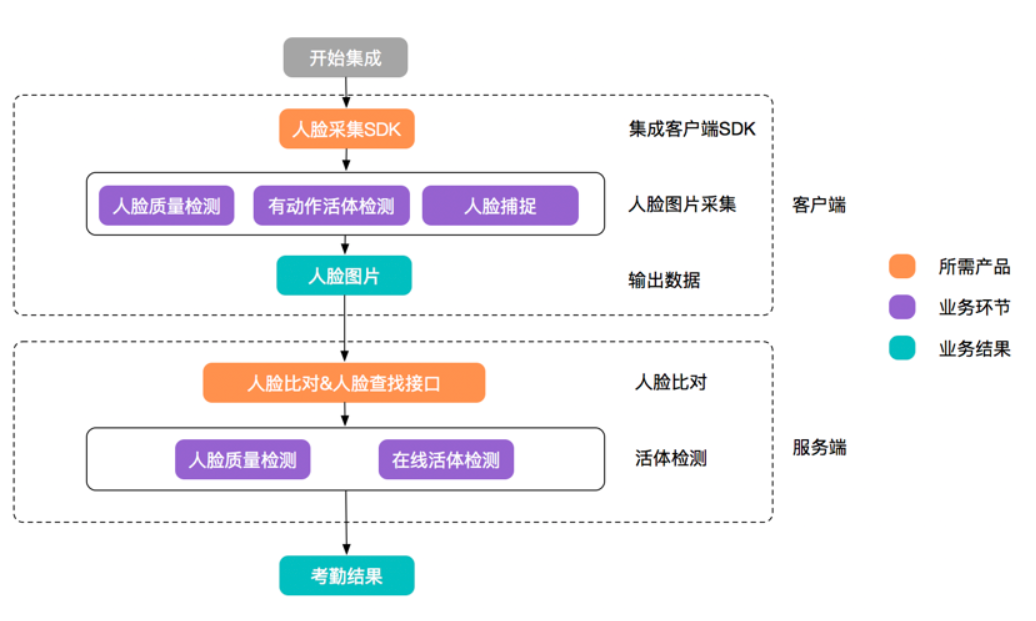 开始集成
人脸采集SDK
集成客户端SDK
人脸质量检测
有动作活体检测
人脸捕捉
人脸图片采集
客户端
人脸图片
输出数据
所需产品
业务环节
业务结果
人脸比对&人脸查找接口
人脸比对
人脸质量检测
在线活体检测
活体检测
服务端
考勤结果